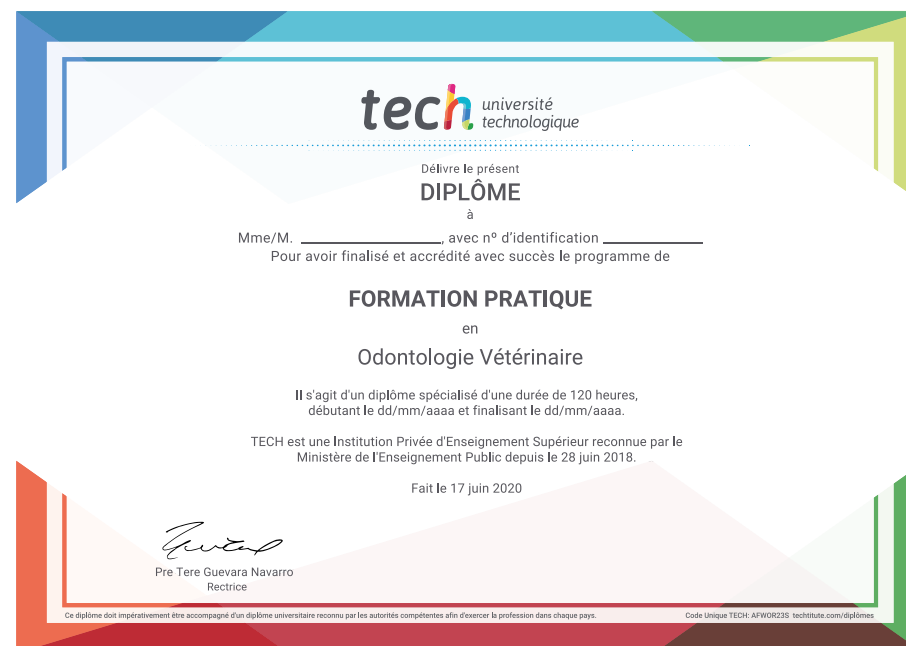 tech université
technologique
Délivre le présent
DIPLÔME
à
Mme/M. ____________________, avec nº d'identification ______________
Pour avoir finalisé et accrédité avec succès le programme de
FORMATION PRATIQUE
en
Odontologie Vétérinaire
Il s'agit d'un diplôme spécialisé d'une durée de 120 heures,
débutant le dd/mm/aaaa et finalisant le dd/mm/aaaa.
TECH est une Institution Privée d'Enseignement Supérieur reconnue par le
Ministère de l'Enseignement Public depuis le 28 juin 2018.
Fait le 17 juin 2020
Pre Tere Guevara Navarro
Rectrice
Ce diplôme doit impérativement être accompagné d'un diplôme universitaire reconnu par les autorités compétentes afin d'exercer la profession dans chaque pays.
Code Unique TECH: AFWOR23S techtitute.com/diplômes